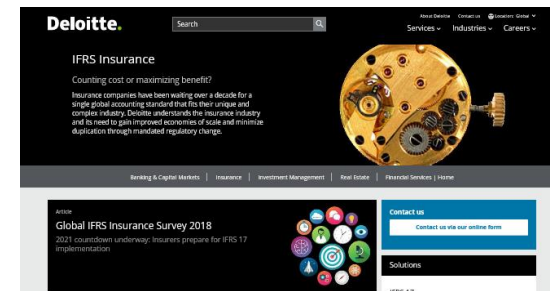 Deloitte.
Search
About Deloitte
Contact us
Location: Global
Services
Industries
Careers
IFRS Insurance
Counting cost or maximizing benefit?
Insurance companies have been waiting over a decade for a
single global accounting standard that fits their unique and
complex industry. Deloitte understands the insurance industry
and its need to gain improved economies of scale and minimize
duplication through mandated regulatory change.
Banking & Capital Markets | Insurance | Investment Management | Real Estate | Financial Services | Home
Article
Global IFRS Insurance Survey 2018
2021 countdown underway: Insurers prepare for IFRS 17
implementation
Contact us
Contact us via our online form
Solutions
IFRS 17